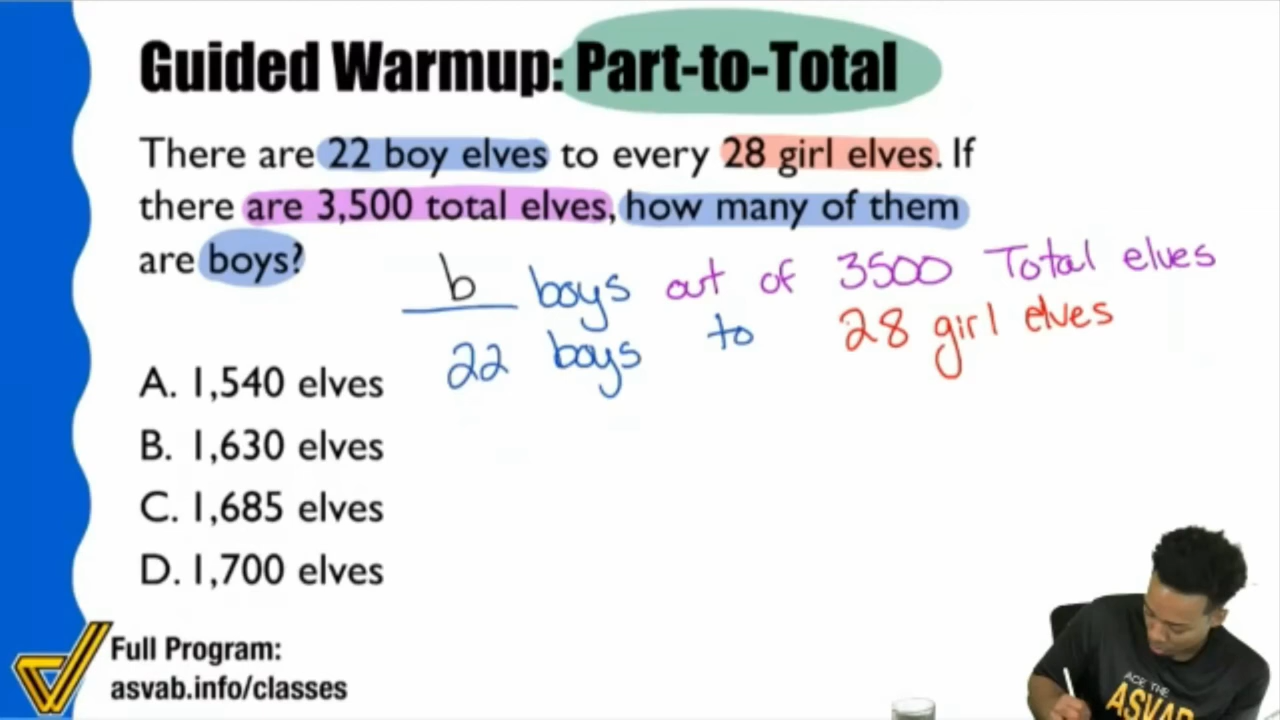 Guided Warmup: Part-to-Total
There are 22 boy elves to every 28 girl elves. If
there are 3,500 total elves, how many of them
are boys?
b boys out of 3500 Total elves
22 boys to 28 girl elves
A. 1,540 elves
B. 1,630 elves
C. 1,685 elves
D. 1,700 elves
Full Program:
asvab.info/classes
ACE THE
ASVAB